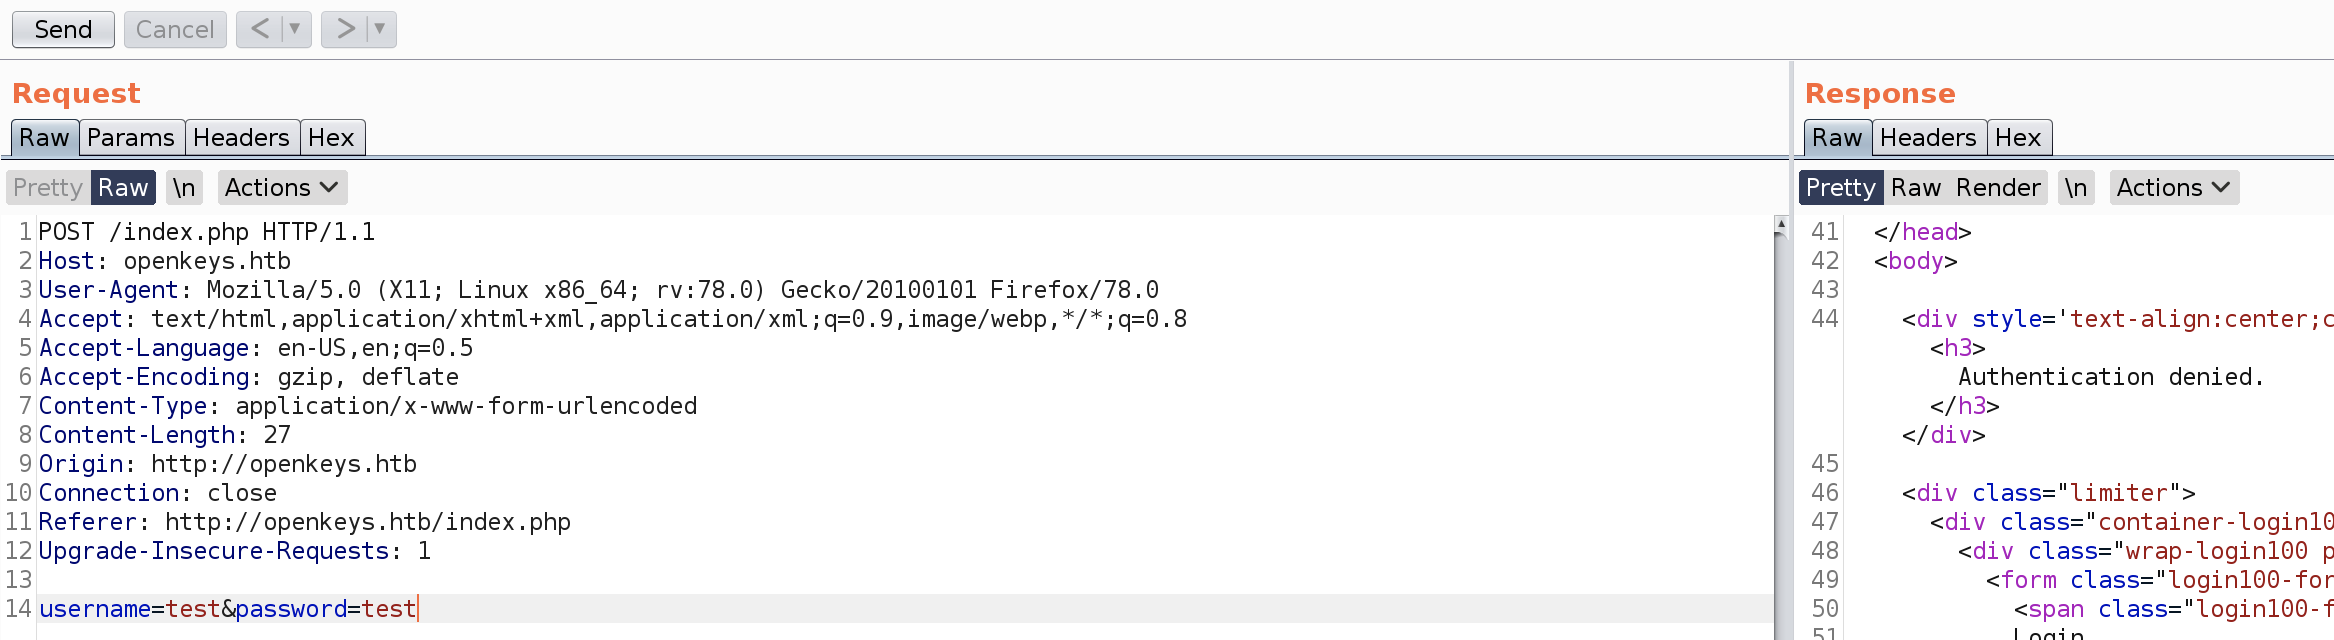 Send Cancel < ▼ > ▼
Request
Raw Params Headers Hex
Pretty Raw \n Actions
1 POST /index.php HTTP/1.1
2 Host: openkeys.htb
3 User-Agent: Mozilla/5.0 (X11; Linux x86_64; rv:78.0) Gecko/20100101 Firefox/78.0
4 Accept: text/html,application/xhtml+xml,application/xml;q=0.9,image/webp,*/*;q=0.8
5 Accept-Language: en-US,en;q=0.5
6 Accept-Encoding: gzip, deflate
7 Content-Type: application/x-www-form-urlencoded
8 Content-Length: 27
9 Origin: http://openkeys.htb
10 Connection: close
11 Referer: http://openkeys.htb/index.php
12 Upgrade-Insecure-Requests: 1
13
14 username=test&password=test
Response
Raw Headers Hex
Pretty Raw Render \n Actions
41 </head>
42 <body>
43
44 <div style='text-align:center;c
<h3>
Authentication denied.
</h3>
</div>
45
46 <div class="limiter">
47 <div class="container-login10
48 <div class="wrap-login100 p
49 <form class="login100-for
50 <span class="login100-f
51 Login